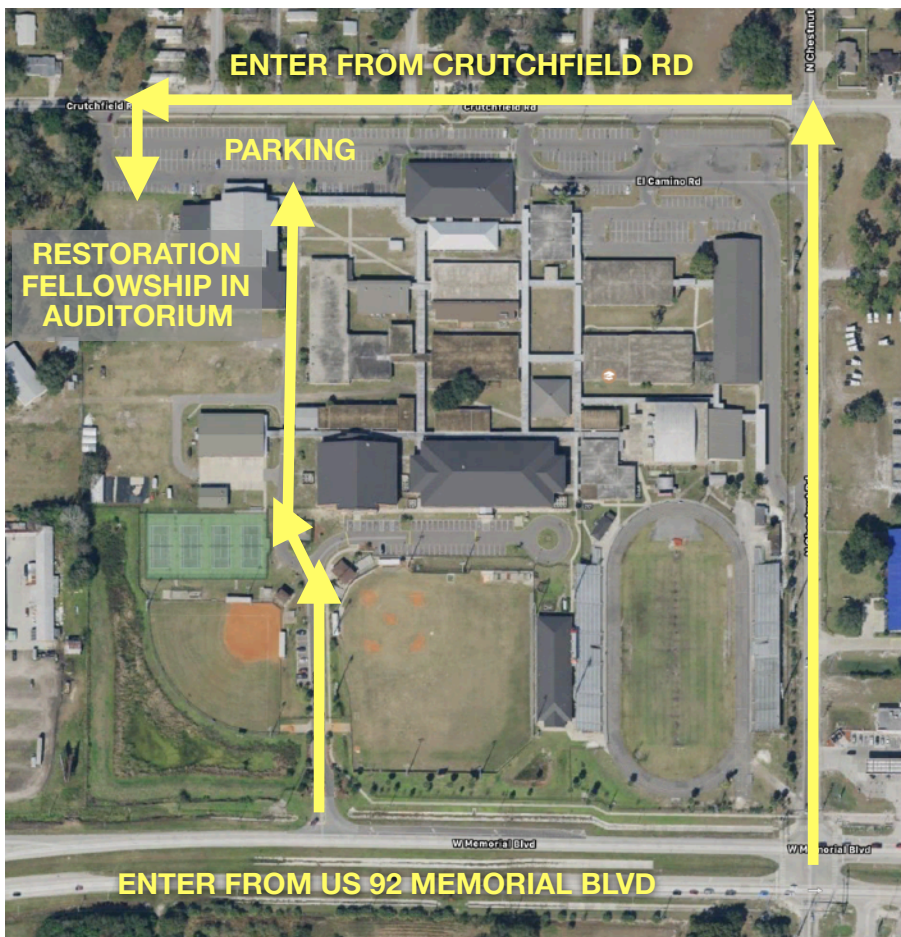 N Chestnut
ENTER FROM CRUTCHFIELD RD
Crutchfield R
Crutchfield Rd
PARKING
El Camino Rd
RESTORATION
FELLOWSHIP IN
AUDITORIUM
W Memorial Blvd
W Memorial Blvd
ENTER FROM US 92 MEMORIAL BLVD